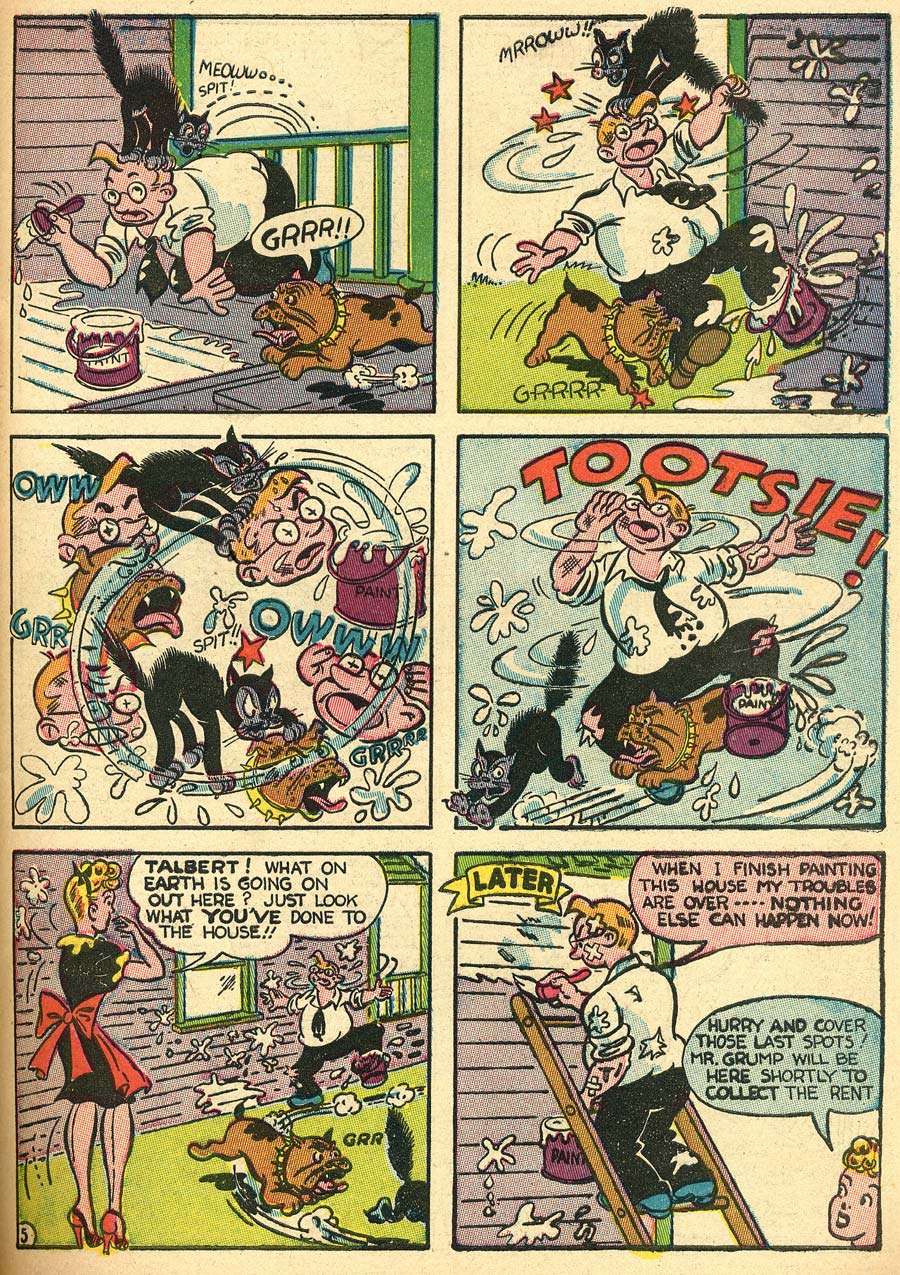 MEOWW...
SPIT!
GRRR!!
PAINT
MRROWW!!
GRRRR
OWW
GRR
SPIT!!
PAINT
OWWW
GRRRR
TOOTSIE!
PAINT
TALBERT! WHAT ON
EARTH IS GOING ON
OUT HERE? JUST LOOK
WHAT YOU'VE DONE TO
THE HOUSE!!
GRR
5
LATER
WHEN I FINISH PAINTING
THIS HOUSE MY TROUBLES
ARE OVER ---- NOTHING
ELSE CAN HAPPEN NOW!
HURRY AND COVER
THOSE LAST SPOTS!
MR. GRUMP WILL BE
HERE SHORTLY TO
COLLECT THE RENT
PAINT